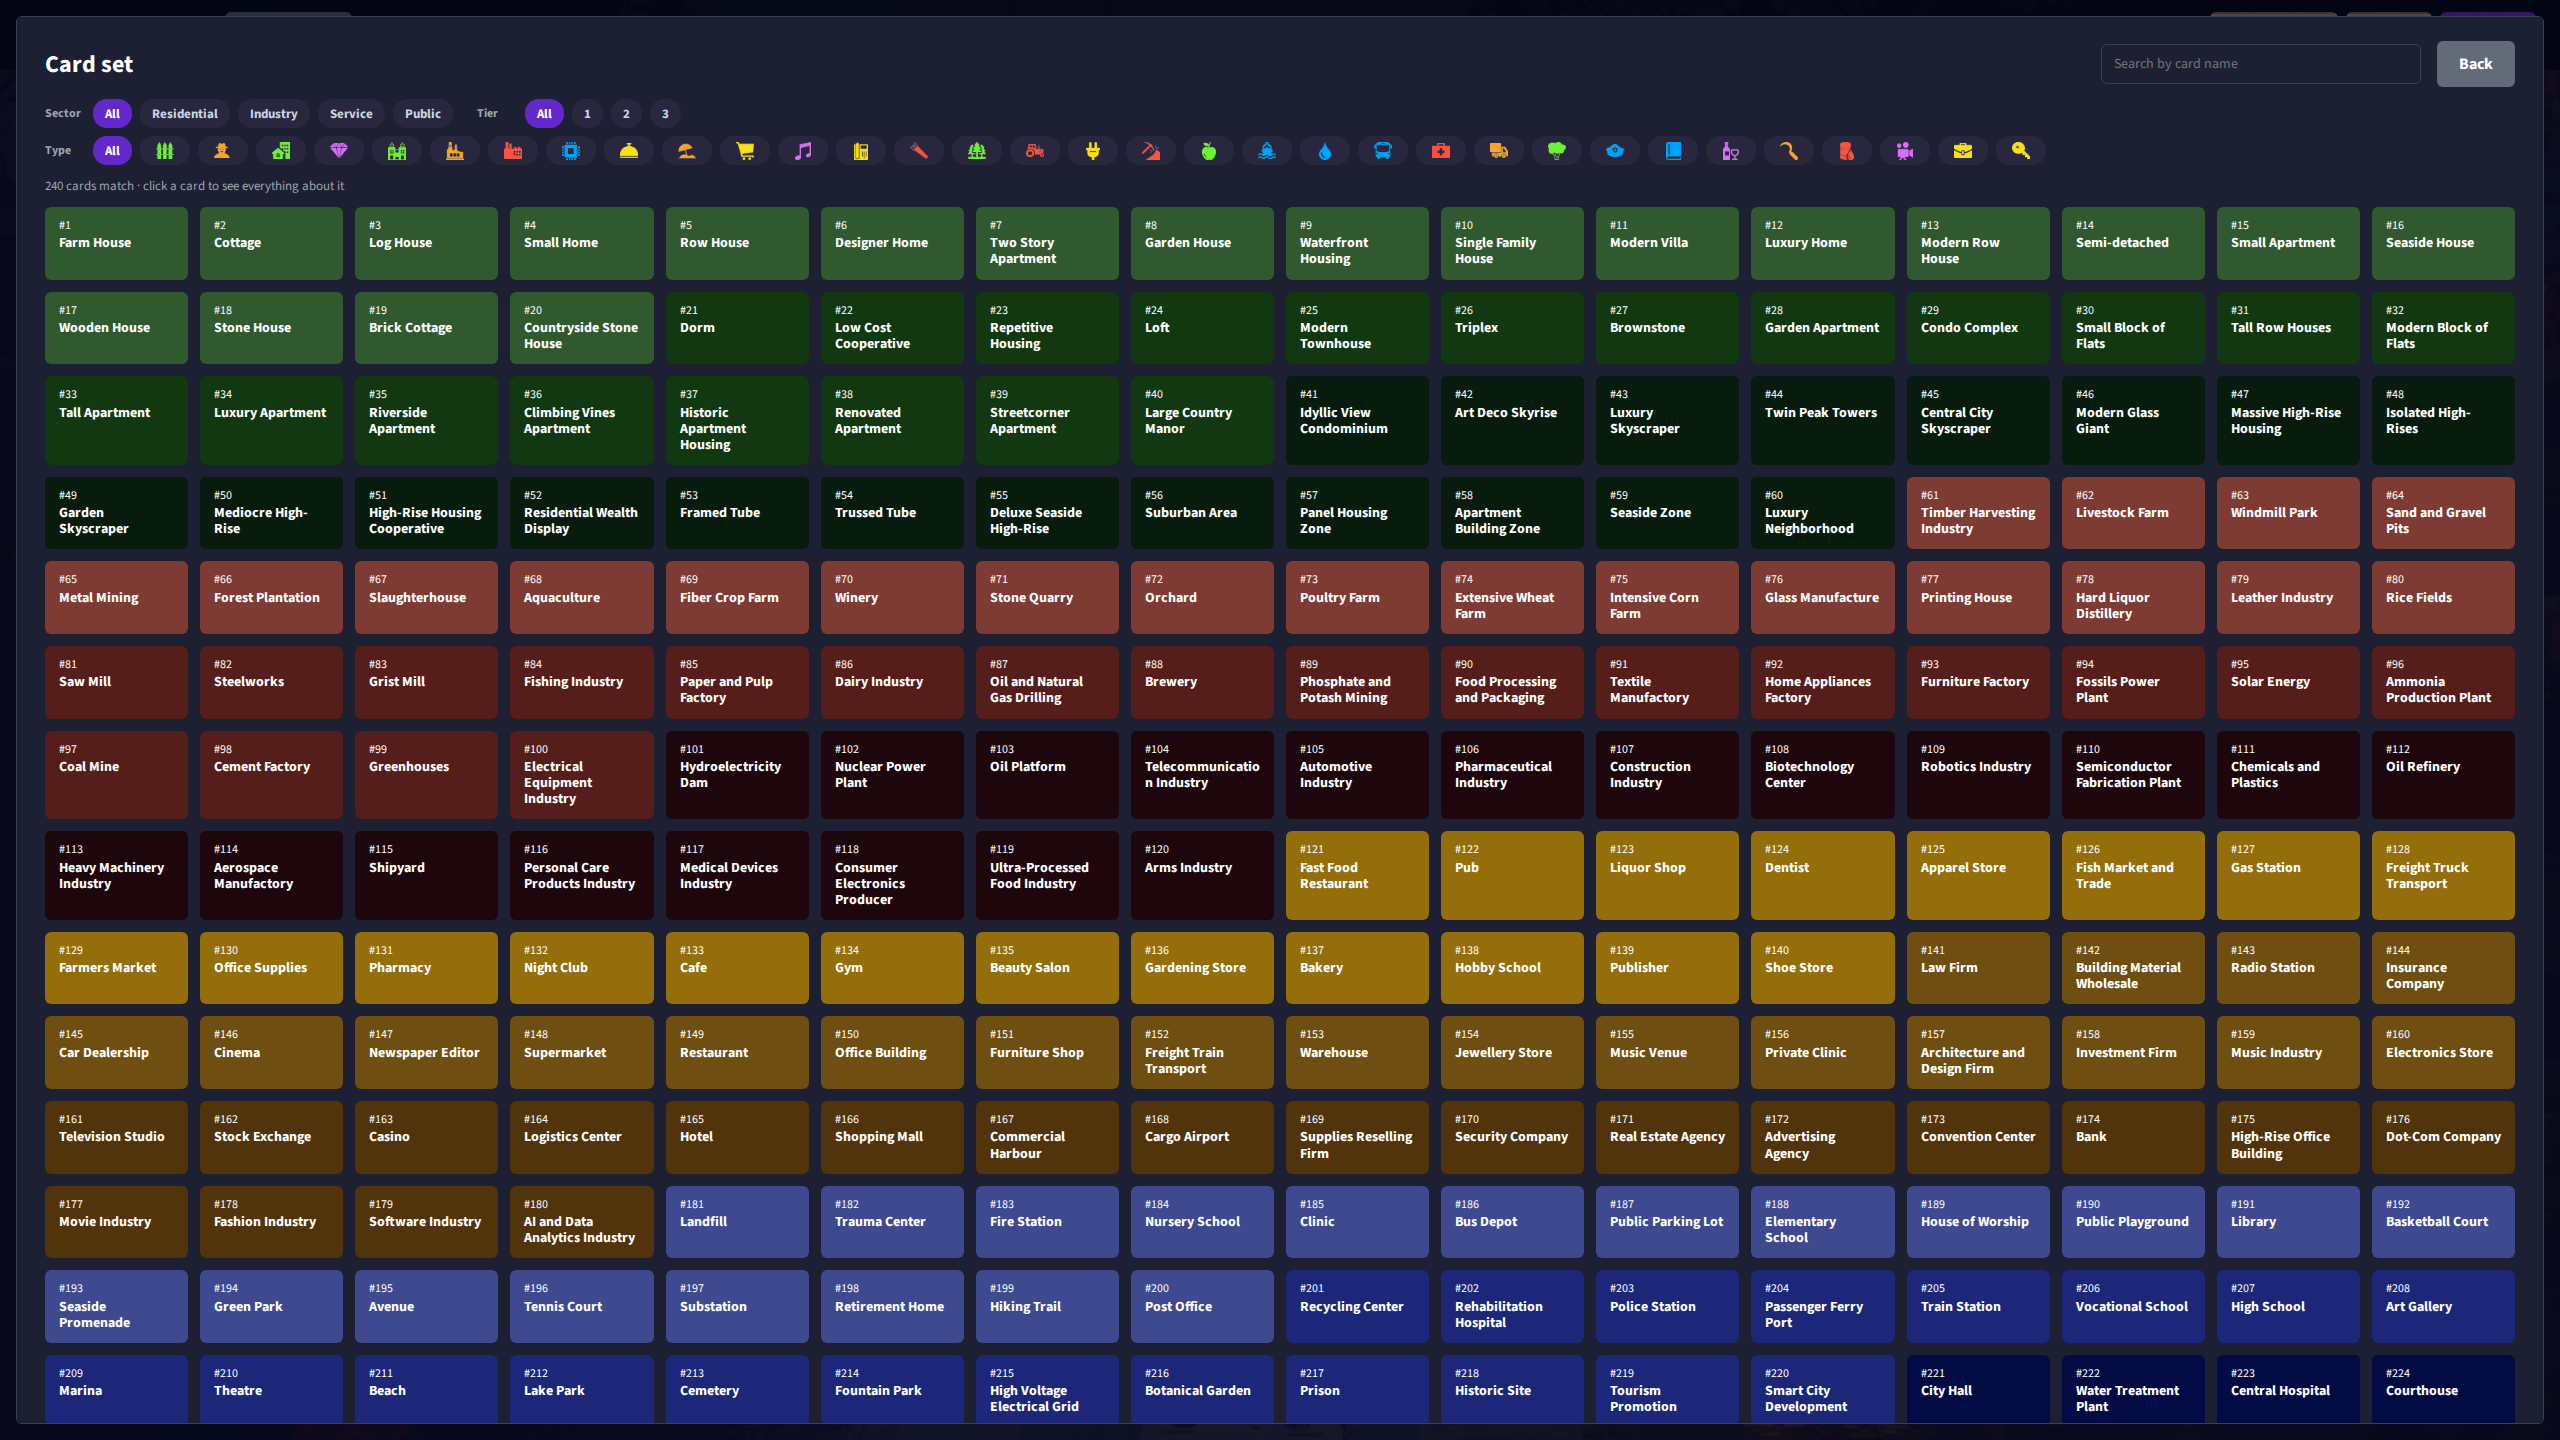 Card set
Search by card name
Back
Sector All Residential Industry Service Public Tier All 1 2 3
Type All
240 cards match · click a card to see everything about it
#1
Farm House
#2
Cottage
#3
Log House
#4
Small Home
#5
Row House
#6
Designer Home
#7
Two Story
Apartment
#8
Garden House
#9
Waterfront
Housing
#10
Single Family
House
#11
Modern Villa
#12
Luxury Home
#13
Modern Row
House
#14
Semi-detached
#15
Small Apartment
#16
Seaside House
#17
Wooden House
#18
Stone House
#19
Brick Cottage
#20
Countryside Stone
House
#21
Dorm
#22
Low Cost
Cooperative
#23
Repetitive
Housing
#24
Loft
#25
Modern
Townhouse
#26
Triplex
#27
Brownstone
#28
Garden Apartment
#29
Condo Complex
#30
Small Block of
Flats
#31
Tall Row Houses
#32
Modern Block of
Flats
#33
Tall Apartment
#34
Luxury Apartment
#35
Riverside
Apartment
#36
Climbing Vines
Apartment
#37
Historic
Apartment
Housing
#38
Renovated
Apartment
#39
Streetcorner
Apartment
#40
Large Country
Manor
#41
Idyllic View
Condominium
#42
Art Deco Skyrise
#43
Luxury
Skyscraper
#44
Twin Peak Towers
#45
Central City
Skyscraper
#46
Modern Glass
Giant
#47
Massive High-Rise
Housing
#48
Isolated High-
Rises
#49
Garden
Skyscraper
#50
Mediocre High-
Rise
#51
High-Rise Housing
Cooperative
#52
Residential Wealth
Display
#53
Framed Tube
#54
Trussed Tube
#55
Deluxe Seaside
High-Rise
#56
Suburban Area
#57
Panel Housing
Zone
#58
Apartment
Building Zone
#59
Seaside Zone
#60
Luxury
Neighborhood
#61
Timber Harvesting
Industry
#62
Livestock Farm
#63
Windmill Park
#64
Sand and Gravel
Pits
#65
Metal Mining
#66
Forest Plantation
#67
Slaughterhouse
#68
Aquaculture
#69
Fiber Crop Farm
#70
Winery
#71
Stone Quarry
#72
Orchard
#73
Poultry Farm
#74
Extensive Wheat
Farm
#75
Intensive Corn
Farm
#76
Glass Manufacture
#77
Printing House
#78
Hard Liquor
Distillery
#79
Leather Industry
#80
Rice Fields
#81
Saw Mill
#82
Steelworks
#83
Grist Mill
#84
Fishing Industry
#85
Paper and Pulp
Factory
#86
Dairy Industry
#87
Oil and Natural
Gas Drilling
#88
Brewery
#89
Phosphate and
Potash Mining
#90
Food Processing
and Packaging
#91
Textile
Manufactory
#92
Home Appliances
Factory
#93
Furniture Factory
#94
Fossils Power
Plant
#95
Solar Energy
#96
Ammonia
Production Plant
#97
Coal Mine
#98
Cement Factory
#99
Greenhouses
#100
Electrical
Equipment
Industry
#101
Hydroelectricity
Dam
#102
Nuclear Power
Plant
#103
Oil Platform
#104
Telecommunicatio
n Industry
#105
Automotive
Industry
#106
Pharmaceutical
Industry
#107
Construction
Industry
#108
Biotechnology
Center
#109
Robotics Industry
#110
Semiconductor
Fabrication Plant
#111
Chemicals and
Plastics
#112
Oil Refinery
#113
Heavy Machinery
Industry
#114
Aerospace
Manufactory
#115
Shipyard
#116
Personal Care
Products Industry
#117
Medical Devices
Industry
#118
Consumer
Electronics
Producer
#119
Ultra-Processed
Food Industry
#120
Arms Industry
#121
Fast Food
Restaurant
#122
Pub
#123
Liquor Shop
#124
Dentist
#125
Apparel Store
#126
Fish Market and
Trade
#127
Gas Station
#128
Freight Truck
Transport
#129
Farmers Market
#130
Office Supplies
#131
Pharmacy
#132
Night Club
#133
Cafe
#134
Gym
#135
Beauty Salon
#136
Gardening Store
#137
Bakery
#138
Hobby School
#139
Publisher
#140
Shoe Store
#141
Law Firm
#142
Building Material
Wholesale
#143
Radio Station
#144
Insurance
Company
#145
Car Dealership
#146
Cinema
#147
Newspaper Editor
#148
Supermarket
#149
Restaurant
#150
Office Building
#151
Furniture Shop
#152
Freight Train
Transport
#153
Warehouse
#154
Jewellery Store
#155
Music Venue
#156
Private Clinic
#157
Architecture and
Design Firm
#158
Investment Firm
#159
Music Industry
#160
Electronics Store
#161
Television Studio
#162
Stock Exchange
#163
Casino
#164
Logistics Center
#165
Hotel
#166
Shopping Mall
#167
Commercial
Harbour
#168
Cargo Airport
#169
Supplies Reselling
Firm
#170
Security Company
#171
Real Estate Agency
#172
Advertising
Agency
#173
Convention Center
#174
Bank
#175
High-Rise Office
Building
#176
Dot-Com Company
#177
Movie Industry
#178
Fashion Industry
#179
Software Industry
#180
AI and Data
Analytics Industry
#181
Landfill
#182
Trauma Center
#183
Fire Station
#184
Nursery School
#185
Clinic
#186
Bus Depot
#187
Public Parking Lot
#188
Elementary
School
#189
House of Worship
#190
Public Playground
#191
Library
#192
Basketball Court
#193
Seaside
Promenade
#194
Green Park
#195
Avenue
#196
Tennis Court
#197
Substation
#198
Retirement Home
#199
Hiking Trail
#200
Post Office
#201
Recycling Center
#202
Rehabilitation
Hospital
#203
Police Station
#204
Passenger Ferry
Port
#205
Train Station
#206
Vocational School
#207
High School
#208
Art Gallery
#209
Marina
#210
Theatre
#211
Beach
#212
Lake Park
#213
Cemetery
#214
Fountain Park
#215
High Voltage
Electrical Grid
#216
Botanical Garden
#217
Prison
#218
Historic Site
#219
Tourism
Promotion
#220
Smart City
Development
#221
City Hall
#222
Water Treatment
Plant
#223
Central Hospital
#224
Courthouse